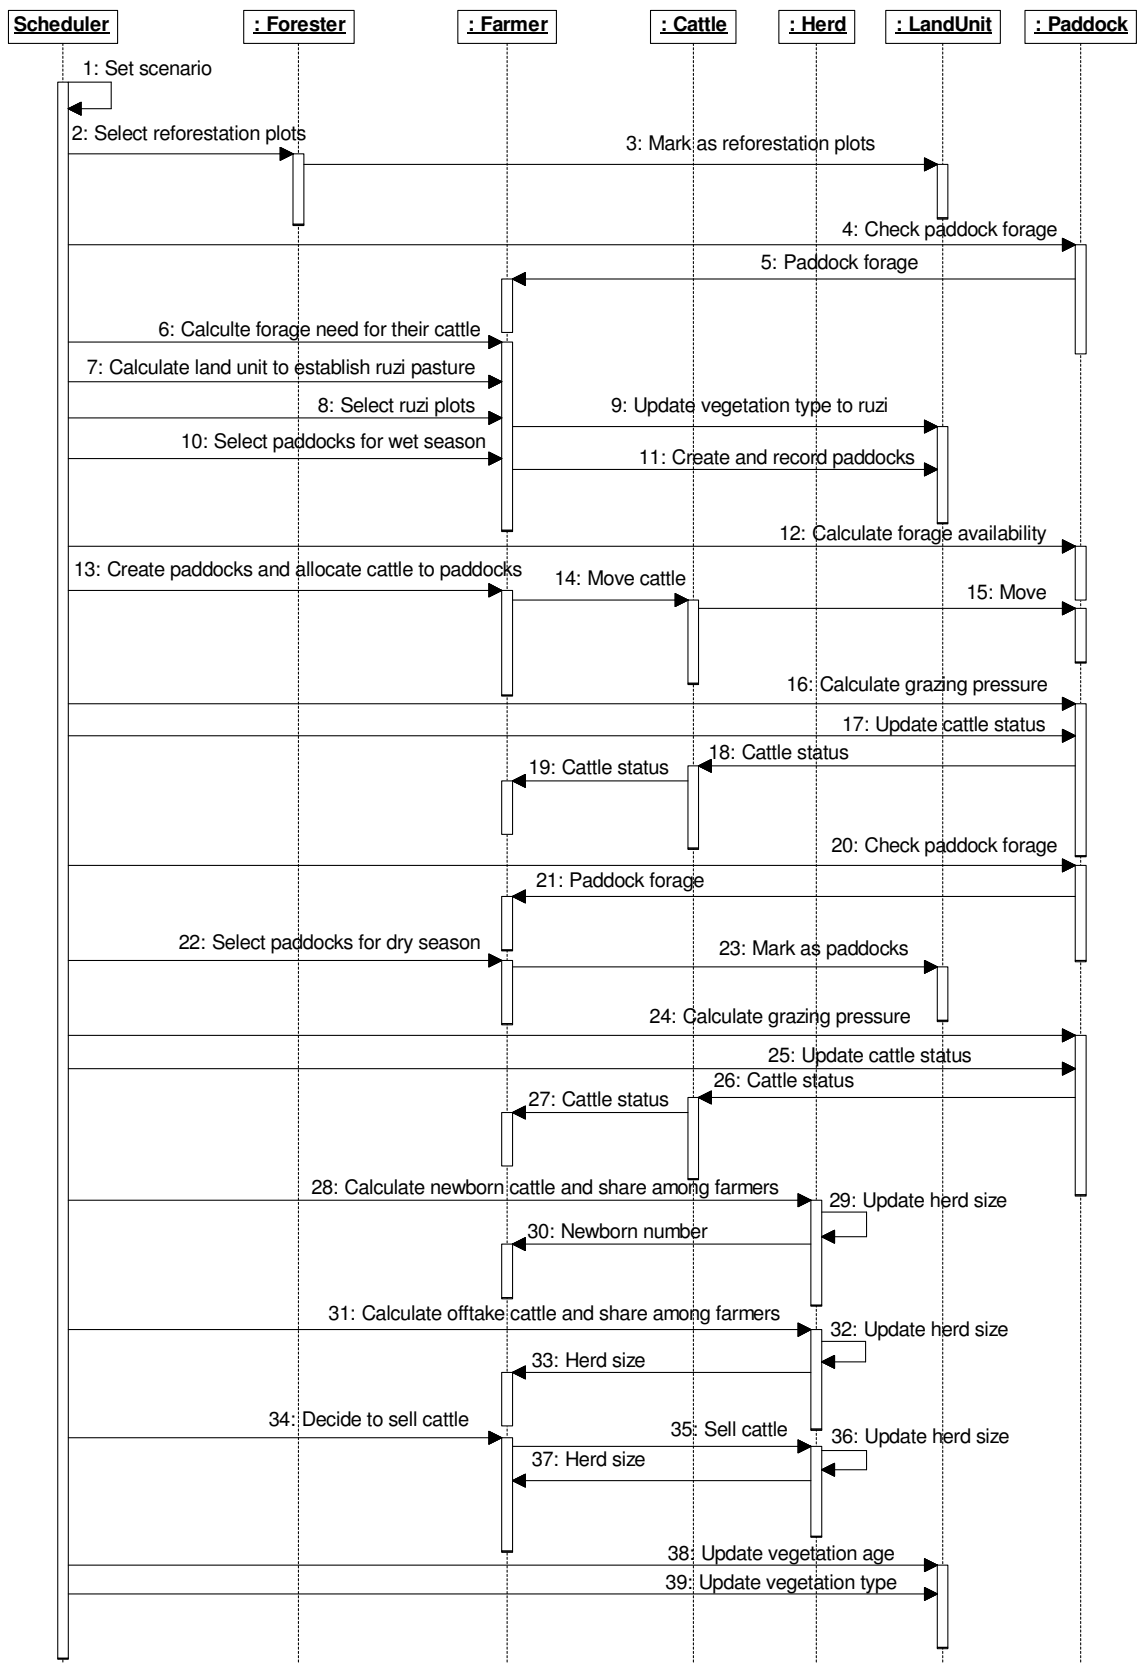 Scheduler
: Forester
: Farmer
: Cattle
: Herd
: LandUnit
: Paddock
1: Set scenario
2: Select reforestation plots
3: Mark as reforestation plots
4: Check paddock forage
5: Paddock forage
6: Calculte forage need for their cattle
7: Calculate land unit to establish ruzi pasture
8: Select ruzi plots
9: Update vegetation type to ruzi
10: Select paddocks for wet season
11: Create and record paddocks
12: Calculate forage availability
13: Create paddocks and allocate cattle to paddocks
14: Move cattle
15: Move
16: Calculate grazing pressure
17: Update cattle status
18: Cattle status
19: Cattle status
20: Check paddock forage
21: Paddock forage
22: Select paddocks for dry season
23: Mark as paddocks
24: Calculate grazing pressure
25: Update cattle status
26: Cattle status
27: Cattle status
28: Calculate newborn cattle and share among farmers
29: Update herd size
30: Newborn number
31: Calculate offtake cattle and share among farmers
32: Update herd size
33: Herd size
34: Decide to sell cattle
35: Sell cattle
36: Update herd size
37: Herd size
38: Update vegetation age
39: Update vegetation type